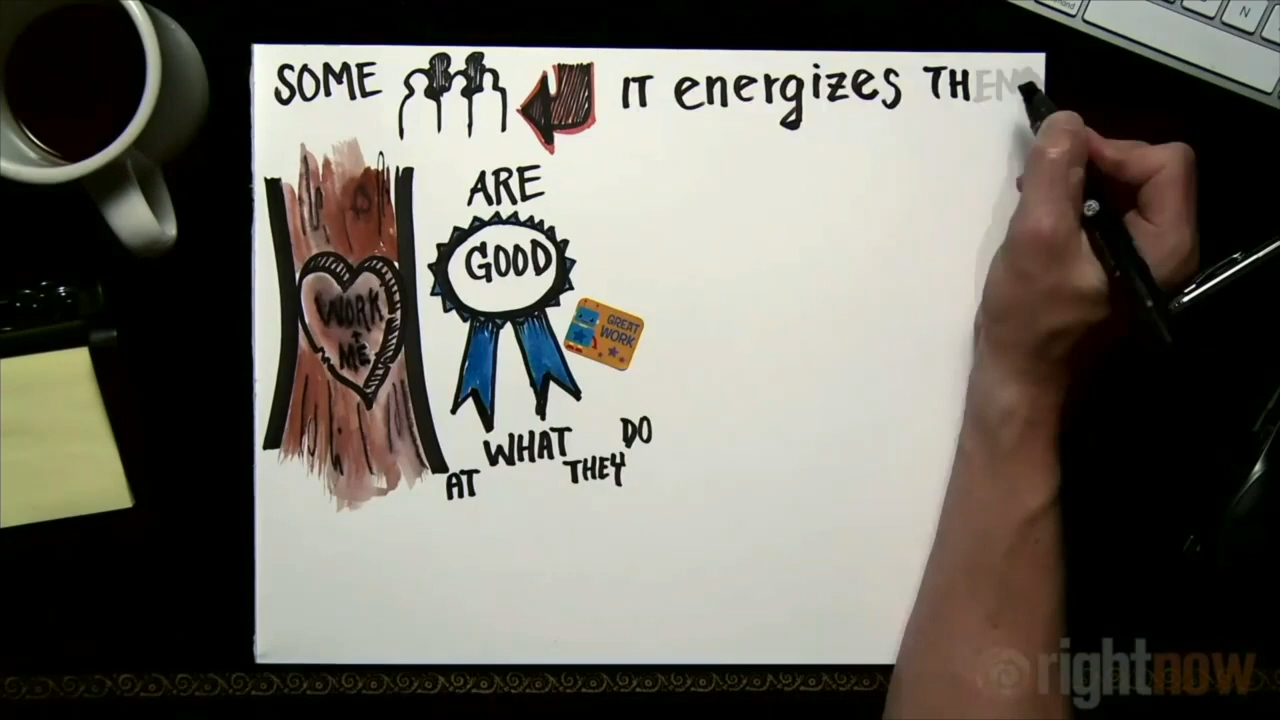 SOME
IT energizes TH
ARE
GOOD
WORK
+
ME
GREAT
WORK
AT WHAT THEY DO
rightnow
N